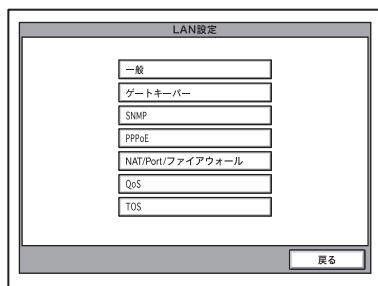 LAN設定
一般
ゲートキーパー
SNMP
PPPoE
NAT/Port/ファイアウォール
QoS
TOS
戻る